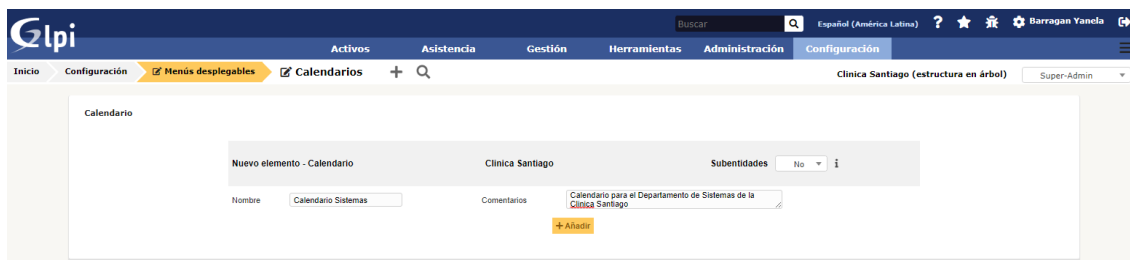 Glpi
Buscar Español (América Latina) ? Barragan Yanela
Activos Asistencia Gestión Herramientas Administración Configuración
Inicio Configuración Menús desplegables Calendarios + Clinica Santiago (estructura en árbol) Super-Admin
Calendario
Nuevo elemento - Calendario Clinica Santiago Subentidades No i
Nombre Calendario Sistemas Comentarios Calendario para el Departamento de Sistemas de la
Clinica Santiago
+ Añadir